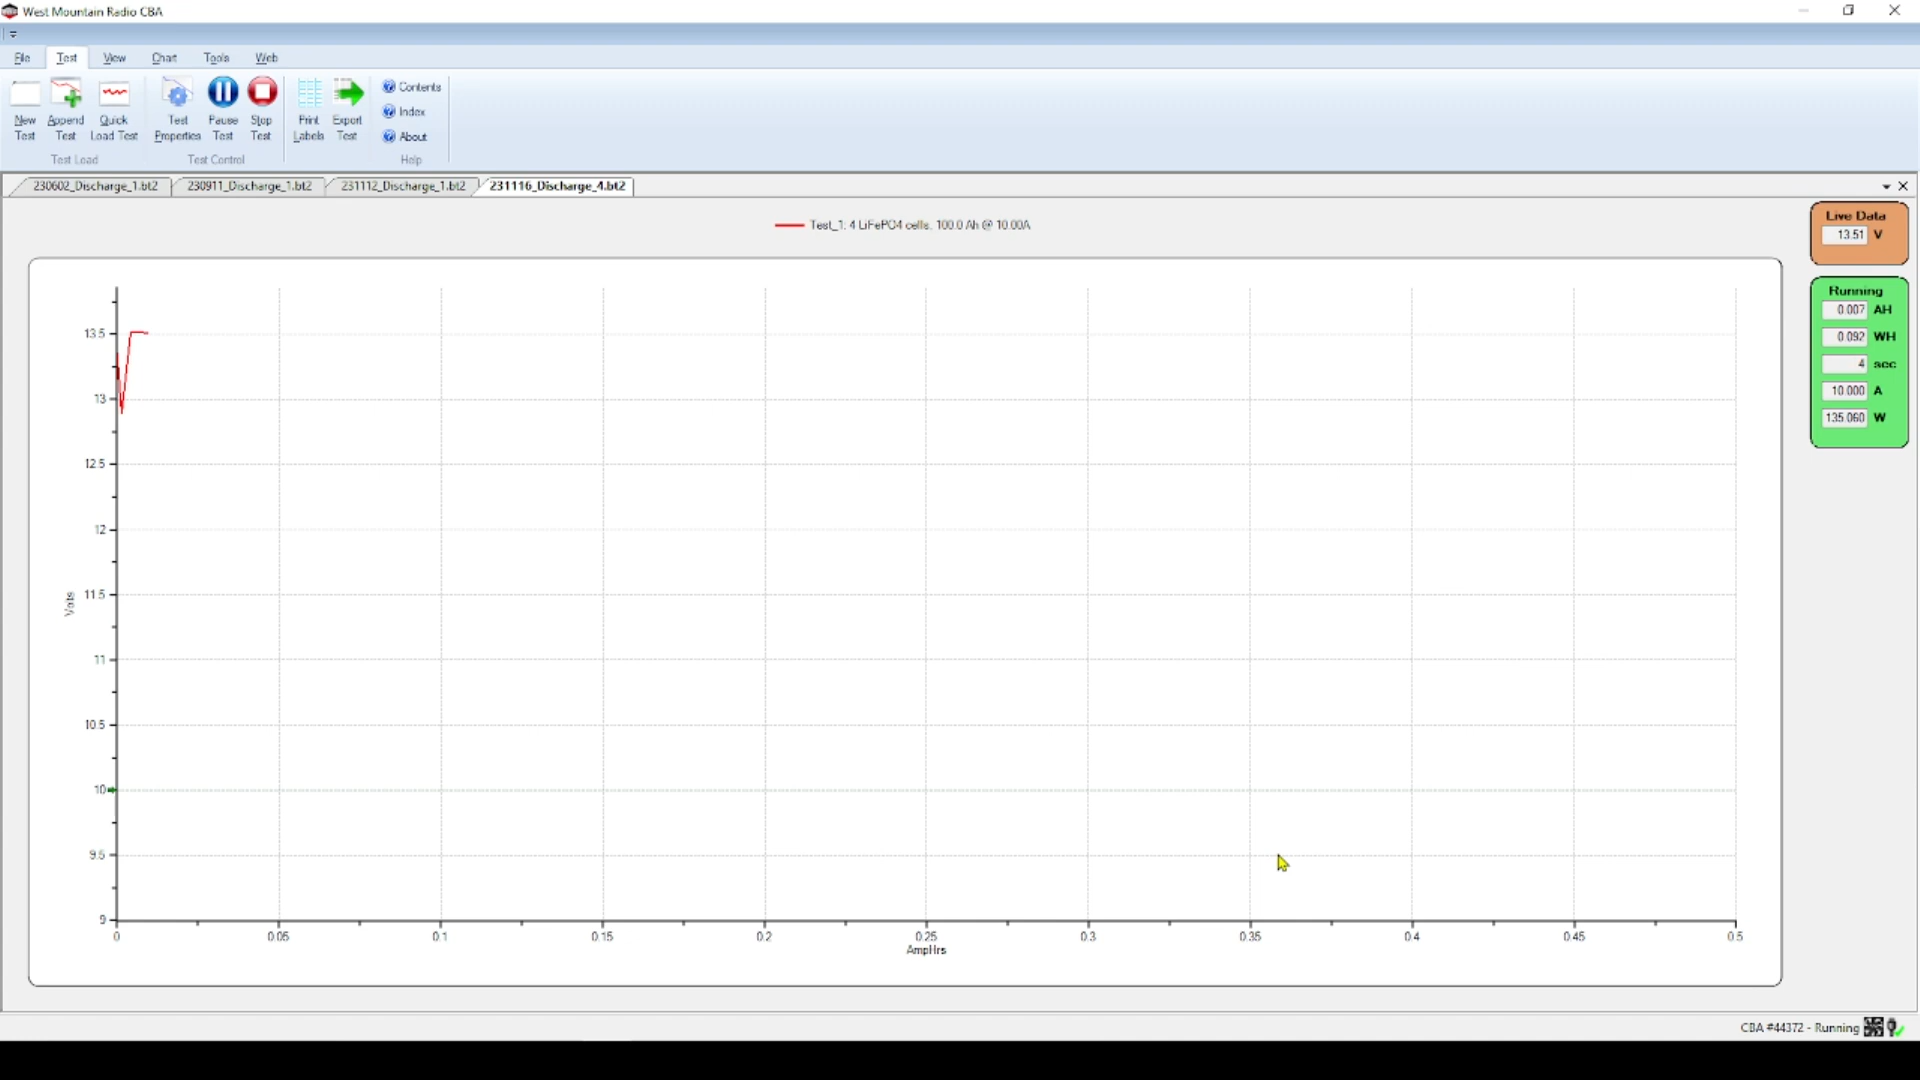 West Mountain Radio CBA
File Test View Chart Tools Web
New Test
Append Test
Quick Load Test
Test Properties
Pause Test
Stop Test
Print Labels
Export Test
Contents
Index
About
Test Load
Test Control
Help
230602_Discharge_1.bt2 230911_Discharge_1.bt2 231112_Discharge_1.bt2 231116_Discharge_4.bt2
Test_1: 4 LiFePO4 cells, 100.0 Ah @ 10.00A
Live Data
13.51 V
Running
0.007 AH
0.092 WH
4 sec
10.000 A
135.060 W
13.5
13
12.5
12
11.5
11
10.5
10
9.5
9
Volts
0 0.05 0.1 0.15 0.2 0.25 0.3 0.35 0.4 0.45 0.5
AmpHrs
CBA #44372 - Running